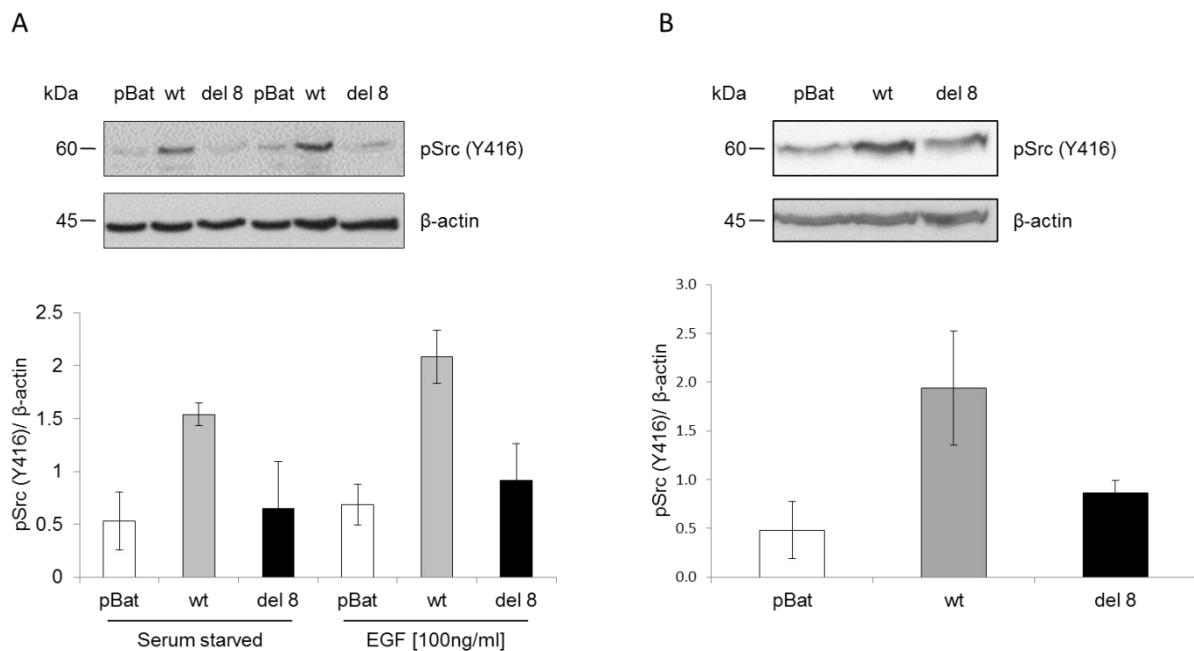 A
kDa pBat wt del 8 pBat wt del 8
60 pSrc (Y416)
45 β-actin
pSrc (Y416)/ β-actin
2.5
2
1.5
1
0.5
0
pBat wt del 8 pBat wt del 8
Serum starved EGF [100ng/ml]
B
kDa pBat wt del 8
60 pSrc (Y416)
45 β-actin
pSrc (Y416)/ β-actin
3.0
2.5
2.0
1.5
1.0
0.5
0.0
pBat wt del 8